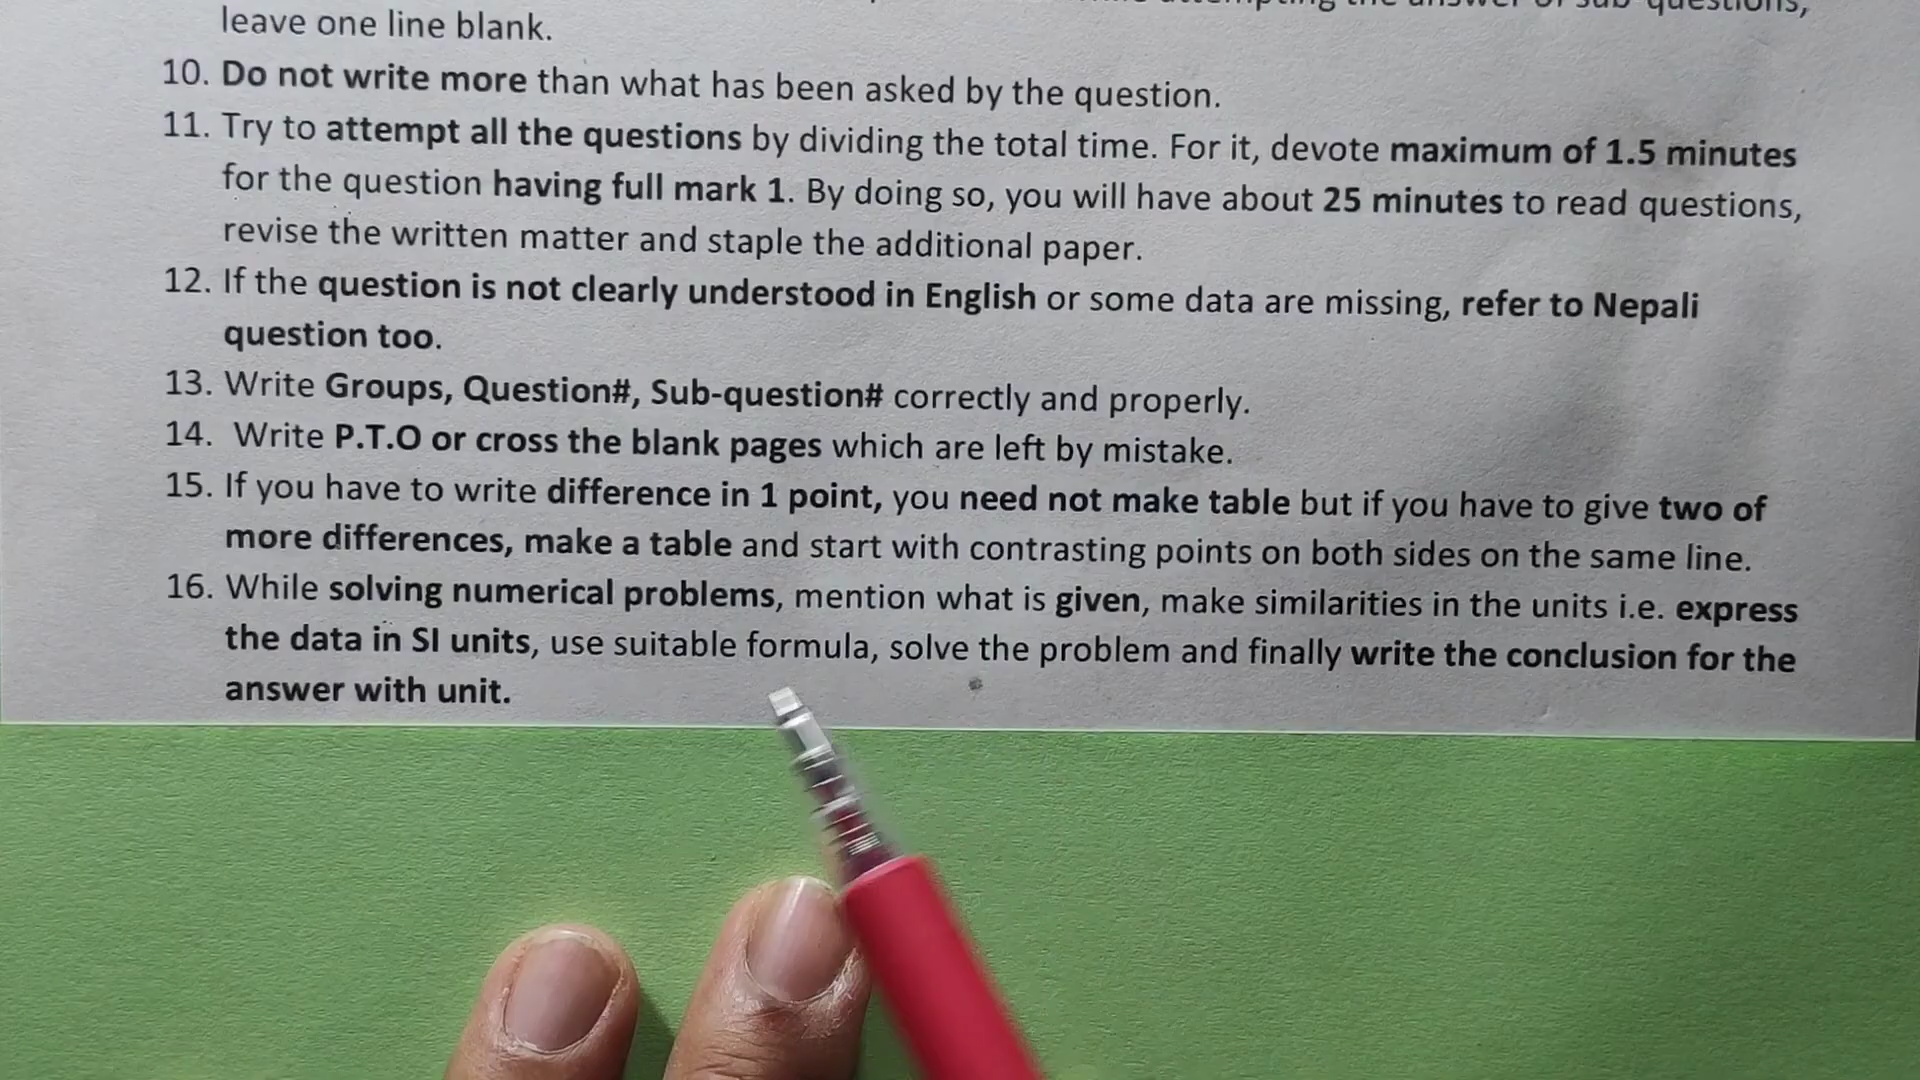 attempting the answer of sub-questions,
leave one line blank.
10. Do not write more than what has been asked by the question.
11. Try to attempt all the questions by dividing the total time. For it, devote maximum of 1.5 minutes
for the question having full mark 1. By doing so, you will have about 25 minutes to read questions,
revise the written matter and staple the additional paper.
12. If the question is not clearly understood in English or some data are missing, refer to Nepali
question too.
13. Write Groups, Question#, Sub-question# correctly and properly.
14. Write P.T.O or cross the blank pages which are left by mistake.
15. If you have to write difference in 1 point, you need not make table but if you have to give two of
more differences, make a table and start with contrasting points on both sides on the same line.
16. While solving numerical problems, mention what is given, make similarities in the units i.e. express
the data in SI units, use suitable formula, solve the problem and finally write the conclusion for the
answer with unit.